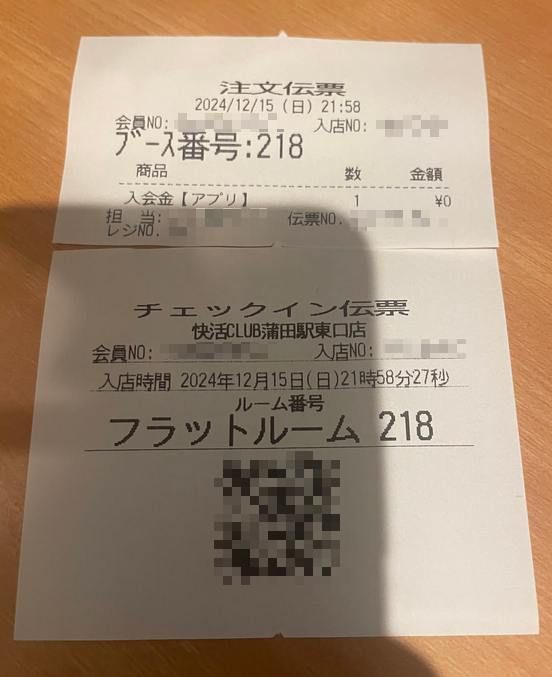 注文伝票
2024/12/15 (日) 21:58
会員NO: 入店NO:
ブース番号:218
商品 数 金額
入会金【アプリ】 1 ¥0
担 当: 伝票NO.
レジNO.
チェックイン伝票
快活CLUB蒲田駅東口店
会員NO: 入店NO:
入店時間 2024年12月15日(日)21時58分27秒
ルーム番号
フラットルーム 218